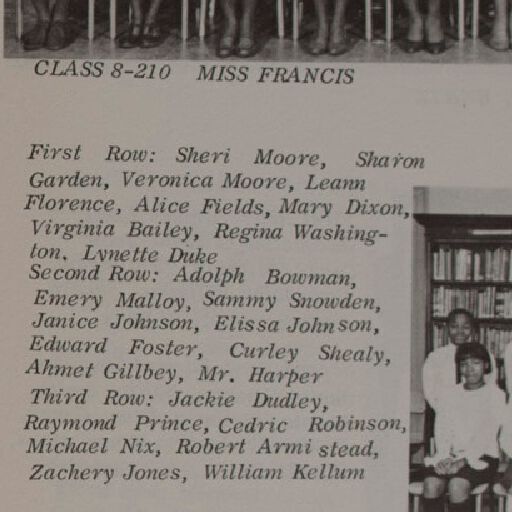 CLASS 8-210 MISS FRANCIS
First Row: Sheri Moore, Sharon
Garden, Veronica Moore, Leann
Florence, Alice Fields, Mary Dixon,
Virginia Bailey, Regina Washing-
ton, Lynette Duke
Second Row: Adolph Bowman,
Emery Malloy, Sammy Snowden,
Janice Johnson, Elissa Johnson,
Edward Foster, Curley Shealy,
Ahmet Gillbey, Mr. Harper
Third Row: Jackie Dudley,
Raymond Prince, Cedric Robinson,
Michael Nix, Robert Armi stead,
Zachery Jones, William Kellum